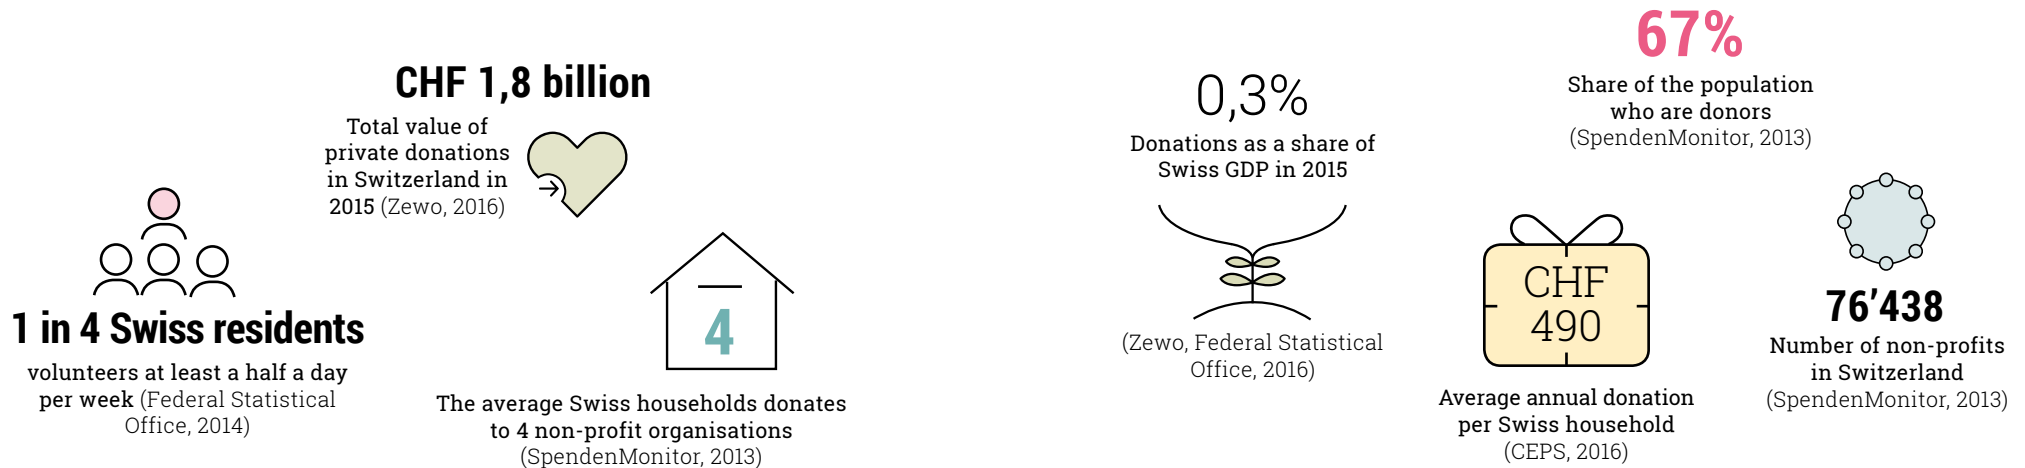 1 in 4 Swiss residents
volunteers at least a half a day
per week (Federal Statistical
Office, 2014)
CHF 1,8 billion
Total value of
private donations
in Switzerland in
2015 (Zewo, 2016)
4
The average Swiss households donates
to 4 non-profit organisations
(SpendenMonitor, 2013)
0,3%
Donations as a share of
Swiss GDP in 2015
(Zewo, Federal Statistical
Office, 2016)
67%
Share of the population
who are donors
(SpendenMonitor, 2013)
CHF
490
Average annual donation
per Swiss household
(CEPS, 2016)
76’438
Number of non-profits
in Switzerland
(SpendenMonitor, 2013)